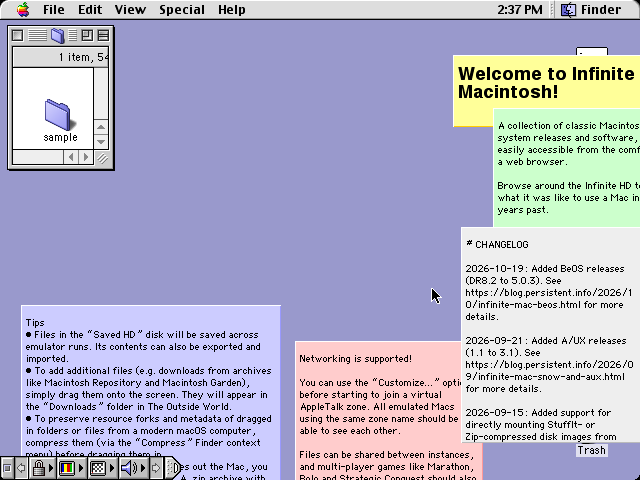 File Edit View Special Help 2:37 PM Finder
1 item, 54
sample
Welcome to Infinite
Macintosh!
A collection of classic Macintos
system releases and software,
easily accessible from the comf
a web browser.
Browse around the Infinite HD to
what it was like to use a Mac in
years past.
# CHANGELOG
2026-10-19: Added BeOS releases
(DR8.2 to 5.0.3). See
https://blog.persistent.info/2026/1
0/infinite-mac-beos.html for more
details.
2026-09-21: Added A/UX releases
(1.1 to 3.1). See
https://blog.persistent.info/2026/0
9/infinite-mac-snow-and-aux.html
for more details.
2026-09-15: Added support for
directly mounting StuffIt- or
Zip-compressed disk images from
Trash
Tips
● Files in the “Saved HD” disk will be saved across
emulator runs. Its contents can also be exported and
imported.
● To add additional files (e.g. downloads from archives
like Macintosh Repository and Macintosh Garden),
simply drag them onto the screen. They will appear
in the “Downloads” folder in The Outside World.
● To preserve resource forks and metadata of dragged
in folders or files from a modern macOS computer,
compress them (via the “Compress” Finder context
menu) before dragging them in.
es out the Mac, you
A .zip archive with
Networking is supported!
You can use the “Customize...” optio
before starting to join a virtual
AppleTalk zone. All emulated Macs
using the same zone name should be
able to see each other.
Files can be shared between instances,
and multi-player games like Marathon,
Bolo and Strategic Conquest should also